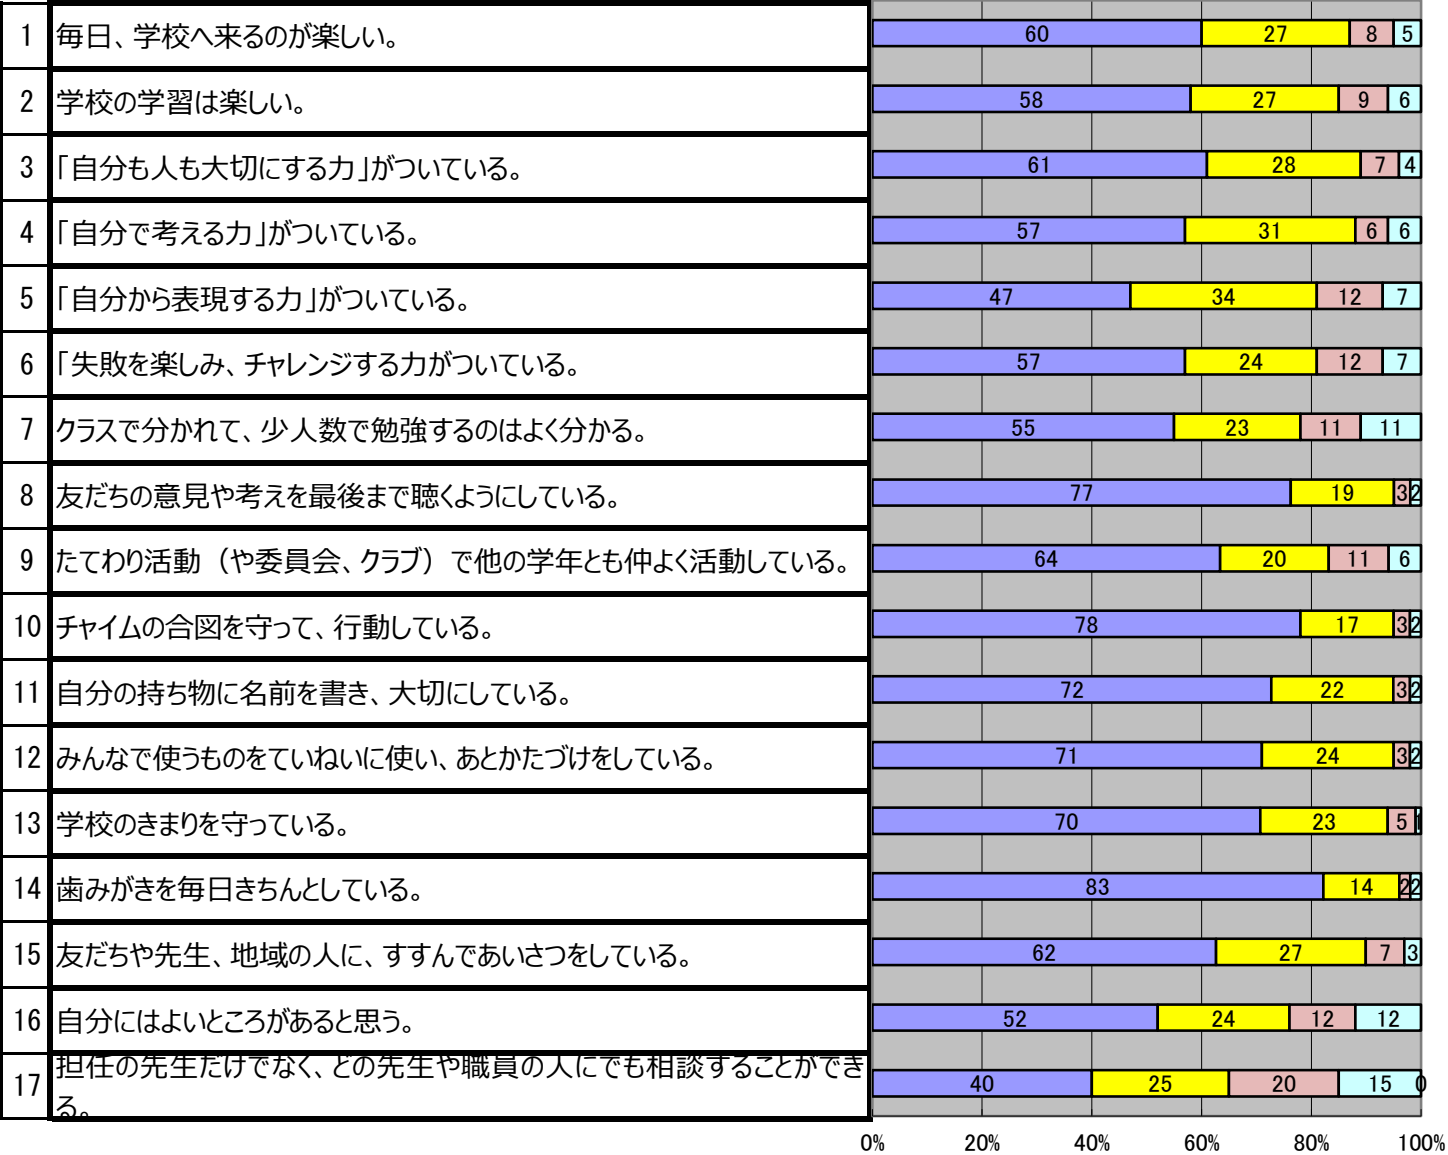 1 毎日、学校へ来るのが楽しい。 60 27 8 5
2 学校の学習は楽しい。 58 27 9 6
3 「自分も人も大切にする力」がついている。 61 28 7 4
4 「自分で考える力」がついている。 57 31 6 6
5 「自分から表現する力」がついている。 47 34 12 7
6 「失敗を楽しみ、チャレンジする力がついている。 57 24 12 7
7 クラスで分かれて、少人数で勉強するのはよく分かる。 55 23 11 11
8 友だちの意見や考えを最後まで聴くようにしている。 77 19 3 2
9 たてわり活動（や委員会、クラブ）で他の学年とも仲よく活動している。 64 20 11 6
10 チャイムの合図を守って、行動している。 78 17 3 2
11 自分の持ち物に名前を書き、大切にしている。 72 22 3 2
12 みんなで使うものをていねいに使い、あとかたづけをしている。 71 24 3 2
13 学校のきまりを守っている。 70 23 5 1
14 歯みがきを毎日きちんとしている。 83 14 2 2
15 友だちや先生、地域の人に、すすんであいさつをしている。 62 27 7 3
16 自分にはよいところがあると思う。 52 24 12 12
17 担任の先生だけでなく、どの先生や職員の人にでも相談することができ
る。 40 25 20 15 0
0% 20% 40% 60% 80% 100%